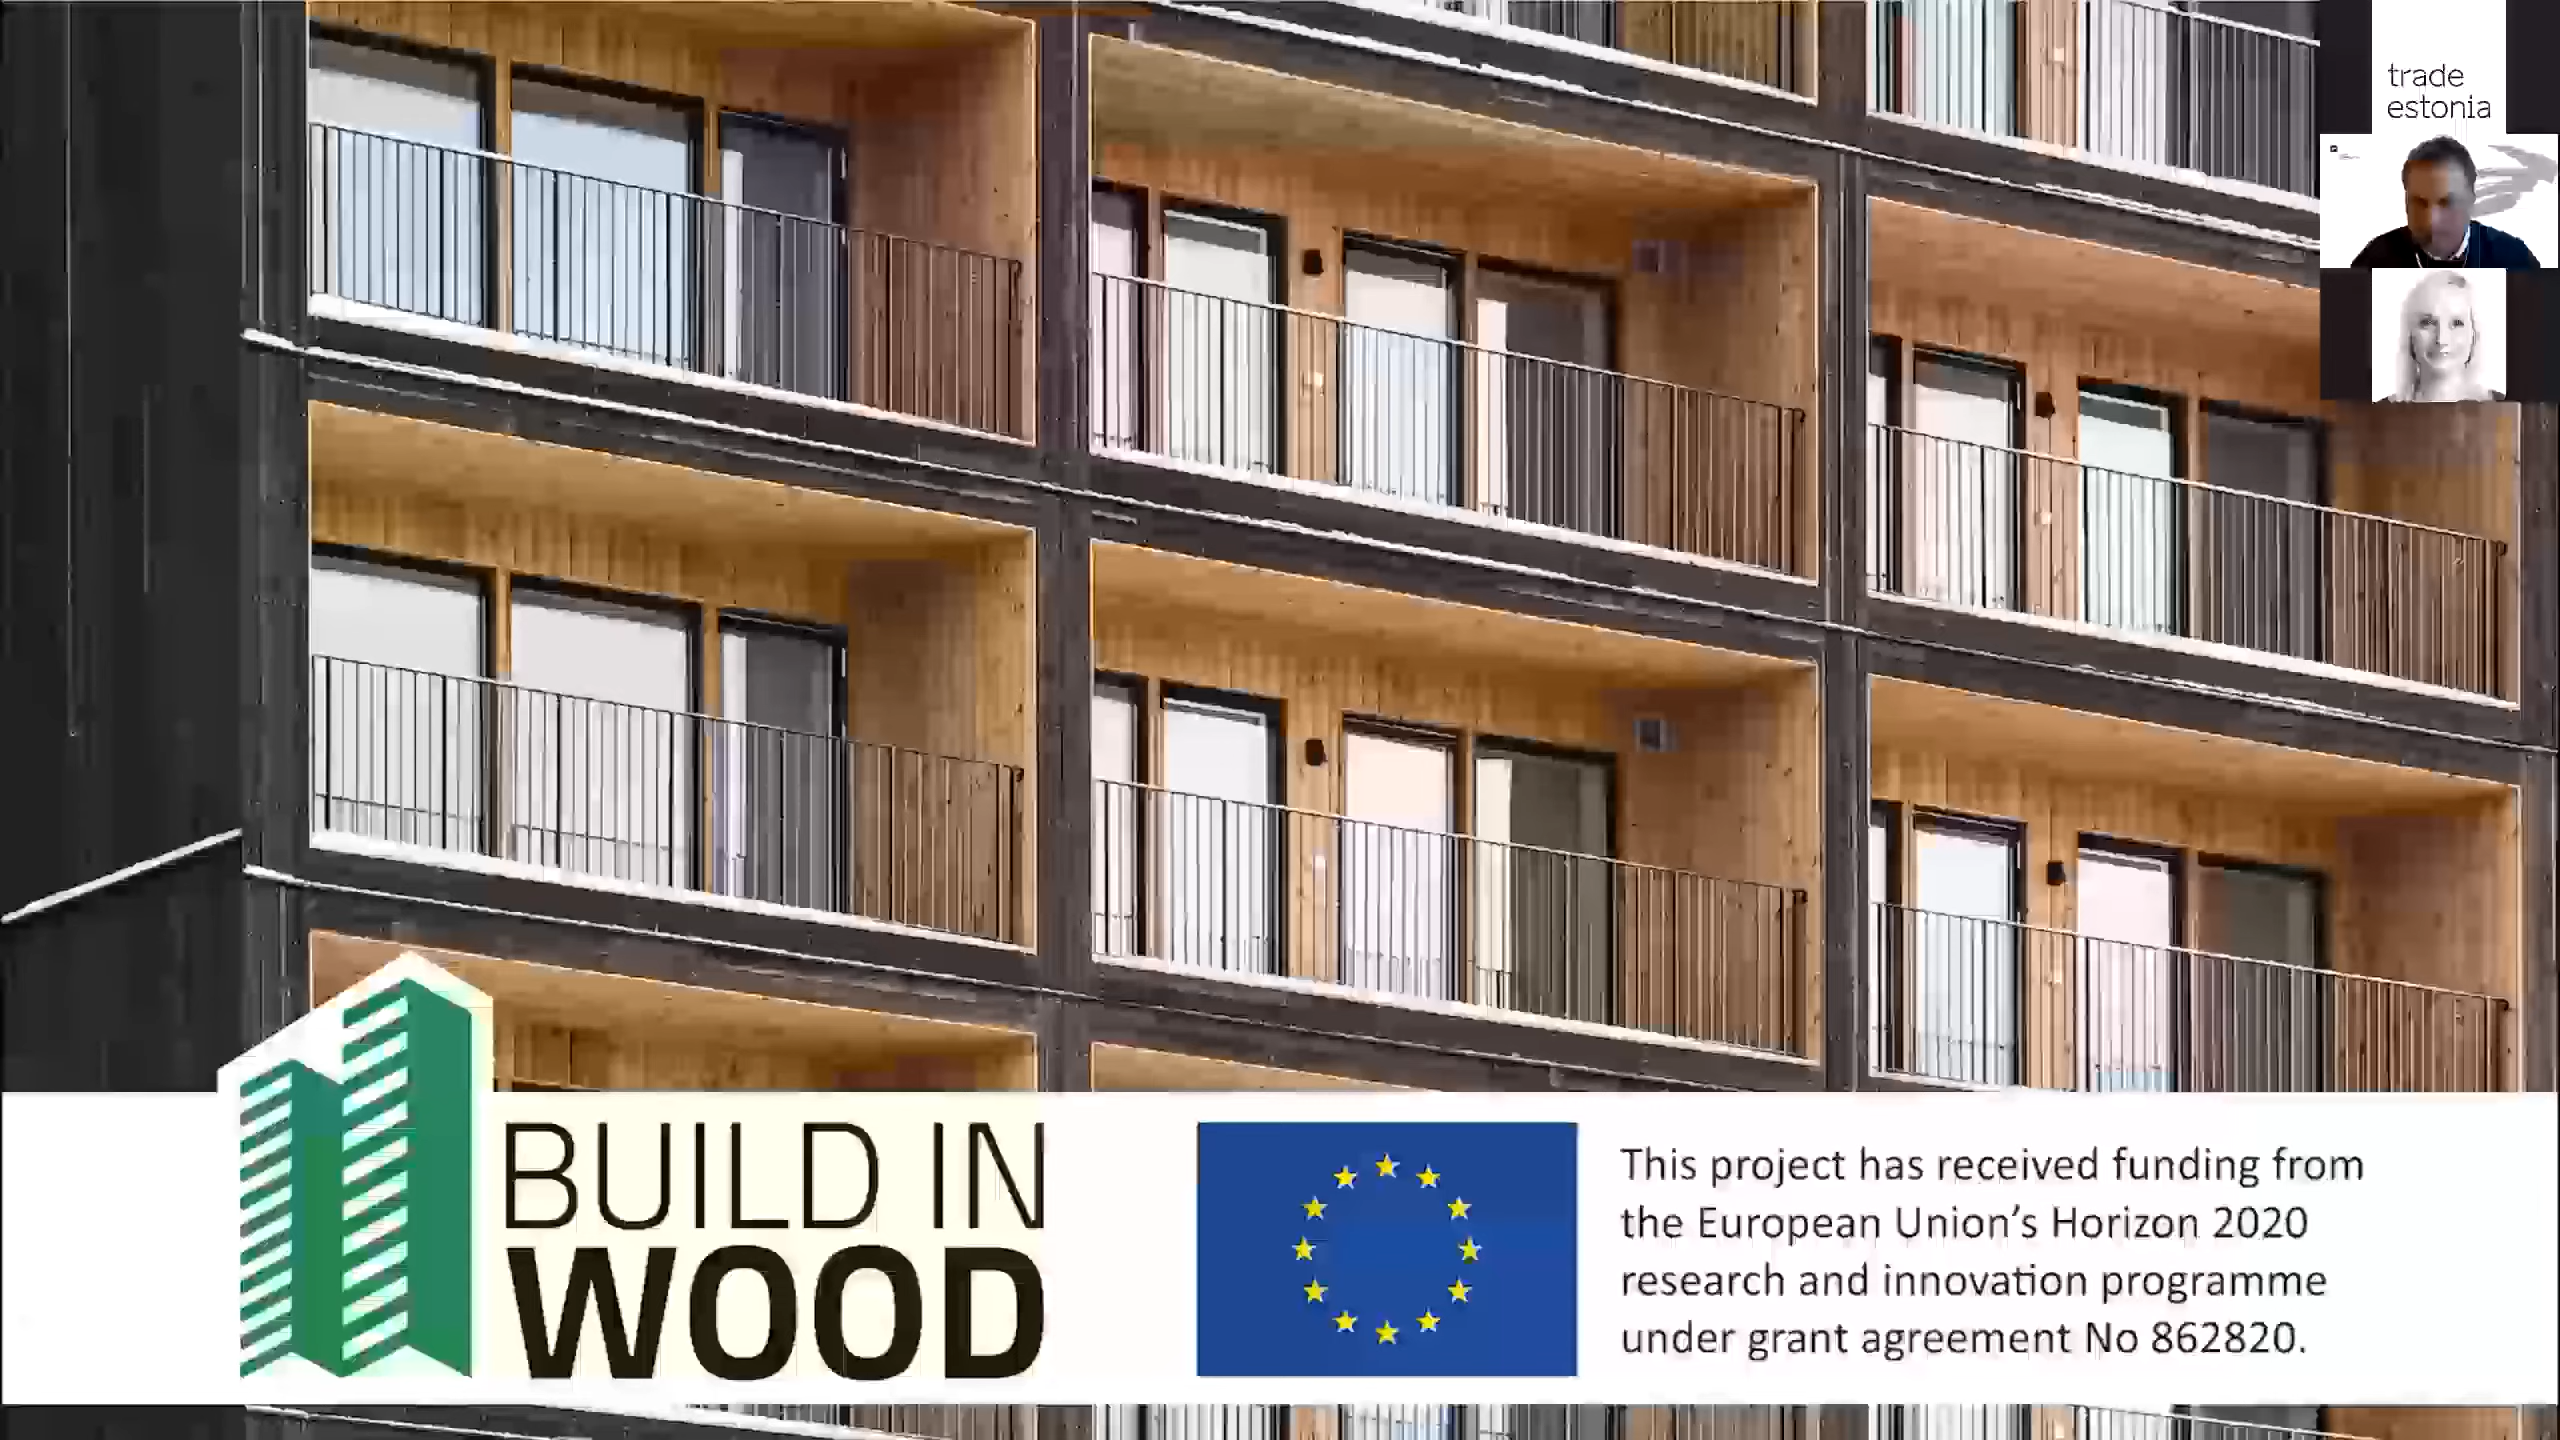 trade
estonia
BUILD IN
WOOD
This project has received funding from
the European Union's Horizon 2020
research and innovation programme
under grant agreement No 862820.